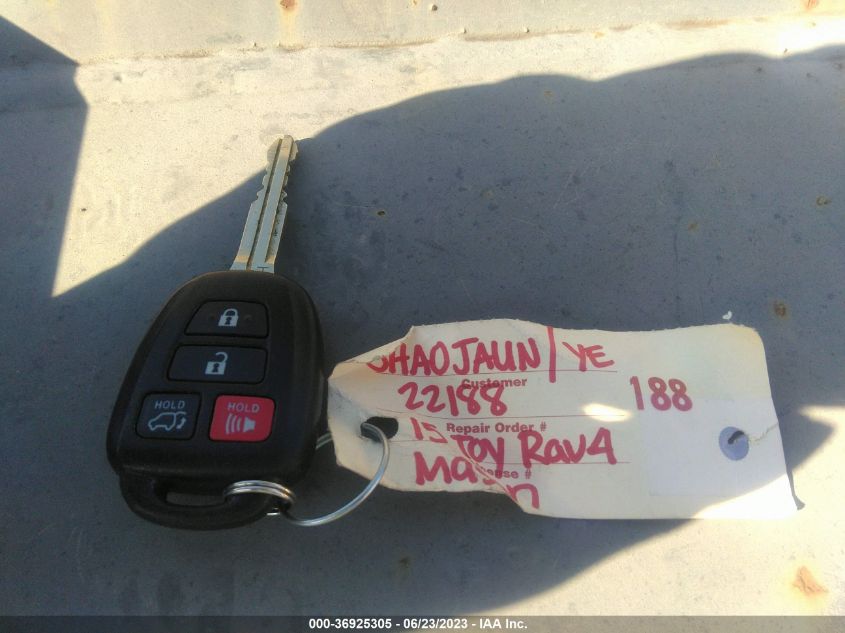 SHAOJAUN / YE
Customer
22188
188
Repair Order #
15 TOY RAV4
#
HOLD
HOLD
H
000-36925305 - 06/23/2023 - IAA Inc.